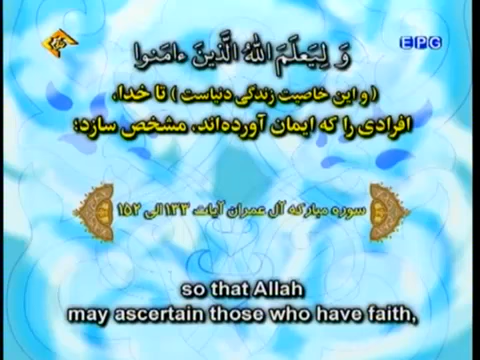 EPG
وَ لِيَعْلَمَ اللَّهُ الَّذِينَ ءَامَنُوا
( و این خاصیت زندگی دنیاست ) تا خدا،
افرادی را که ایمان آورده‌اند، مشخص سازد؛
سوره مبارکه آل عمران آیات ۱۳۳ الی ۱۵۲
so that Allah
may ascertain those who have faith,